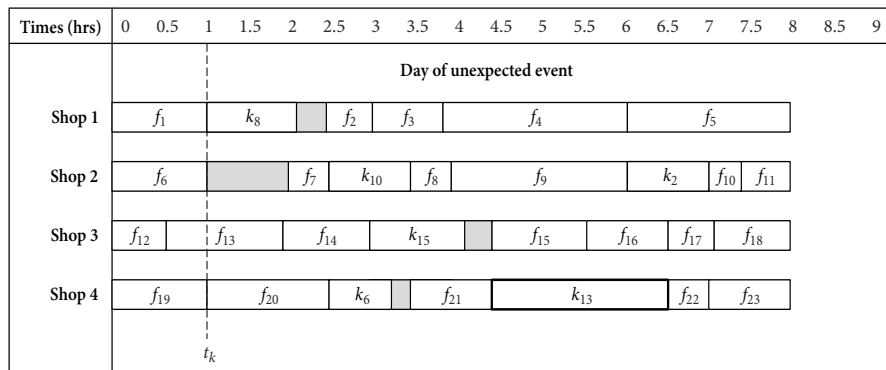 Times (hrs) 0 0.5 1 1.5 2 2.5 3 3.5 4 4.5 5 5.5 6 6.5 7 7.5 8 8.5 9
Day of unexpected event
Shop 1 f₁ k₈ f₂ f₃ f₄ f₅
Shop 2 f₆ f₇ k₁₀ f₈ f₉ k₂ f₁₀ f₁₁
Shop 3 f₁₂ f₁₃ f₁₄ k₁₅ f₁₅ f₁₆ f₁₇ f₁₈
Shop 4 f₁₉ f₂₀ k₆ f₂₁ k₁₃ f₂₂ f₂₃
tₖ